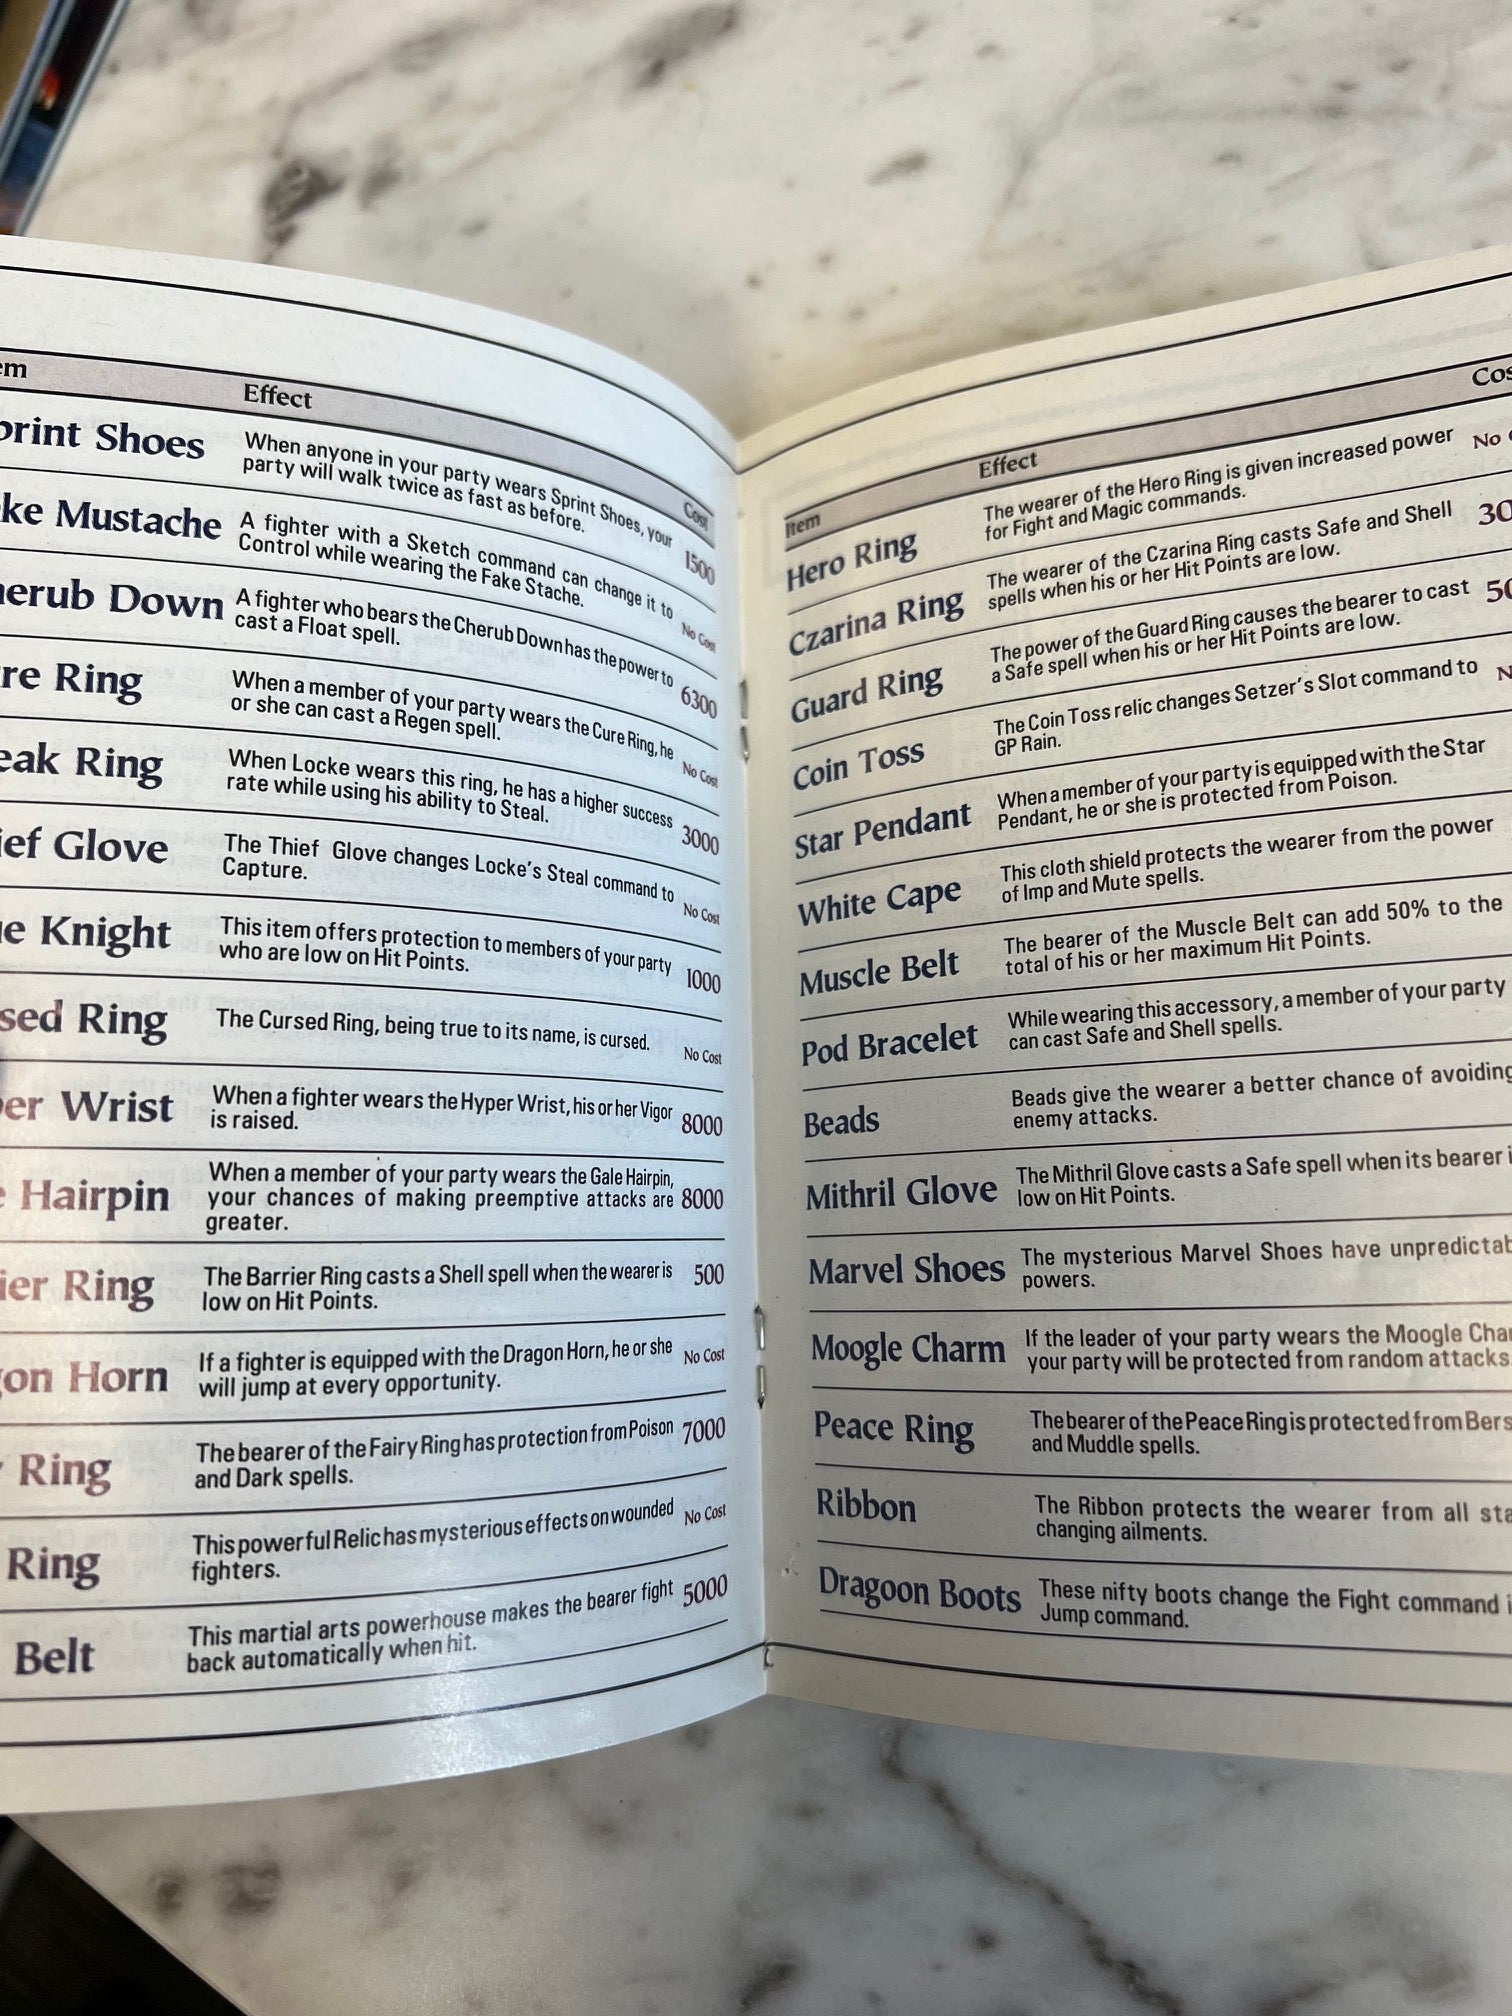 Effect
Cost
Shoes
When anyone in your party wears Sprint Shoes, your
party will walk twice as fast as before.
1500
Mustache
A fighter with a Sketch command can change it to
Control while wearing the Fake Stache.
No Cost
Down
A fighter who bears the Cherub Down has the power to
cast a Float spell.
6300
Ring
When a member of your party wears the Cure Ring, he
or she can cast a Regen spell.
No Cost
Ring
When Locke wears this ring, he has a higher success
rate while using his ability to Steal.
3000
Glove
The Thief Glove changes Locke's Steal command to
Capture.
No Cost
Knight
This item offers protection to members of your party
who are low on Hit Points.
1000
Ring
The Cursed Ring, being true to its name, is cursed.
No Cost
Wrist
When a fighter wears the Hyper Wrist, his or her Vigor
is raised.
8000
Hairpin
When a member of your party wears the Gale Hairpin,
your chances of making preemptive attacks are
greater.
8000
Ring
The Barrier Ring casts a Shell spell when the wearer is
low on Hit Points.
500
Horn
If a fighter is equipped with the Dragon Horn, he or she
will jump at every opportunity.
No Cost
Ring
The bearer of the Fairy Ring has protection from Poison
and Dark spells.
7000
Ring
This powerful Relic has mysterious effects on wounded
fighters.
No Cost
Belt
This martial arts powerhouse makes the bearer fight
back automatically when hit.
5000
Item
Effect
Hero Ring
The wearer of the Hero Ring is given increased power
for Fight and Magic commands.
No
Czarina Ring
The wearer of the Czarina Ring casts Safe and Shell
spells when his or her Hit Points are low.
Guard Ring
The power of the Guard Ring causes the bearer to cast
a Safe spell when his or her Hit Points are low.
Coin Toss
The Coin Toss relic changes Setzer's Slot command to
GP Rain.
Star Pendant
When a member of your party is equipped with the Star
Pendant, he or she is protected from Poison.
White Cape
This cloth shield protects the wearer from the power
of Imp and Mute spells.
Muscle Belt
The bearer of the Muscle Belt can add 50% to the
total of his or her maximum Hit Points.
Pod Bracelet
While wearing this accessory, a member of your party
can cast Safe and Shell spells.
Beads
Beads give the wearer a better chance of avoiding
enemy attacks.
Mithril Glove
The Mithril Glove casts a Safe spell when its bearer
low on Hit Points.
Marvel Shoes
The mysterious Marvel Shoes have
powers.
Moogle Charm
If the leader of your party wears the Moogle
your party will be protected from random attacks
Peace Ring
The bearer of the Peace Ring is protected from
and Muddle spells.
Ribbon
The Ribbon protects the wearer from all
changing ailments.
Dragoon Boots
These nifty boots change the Fight command
Jump command.